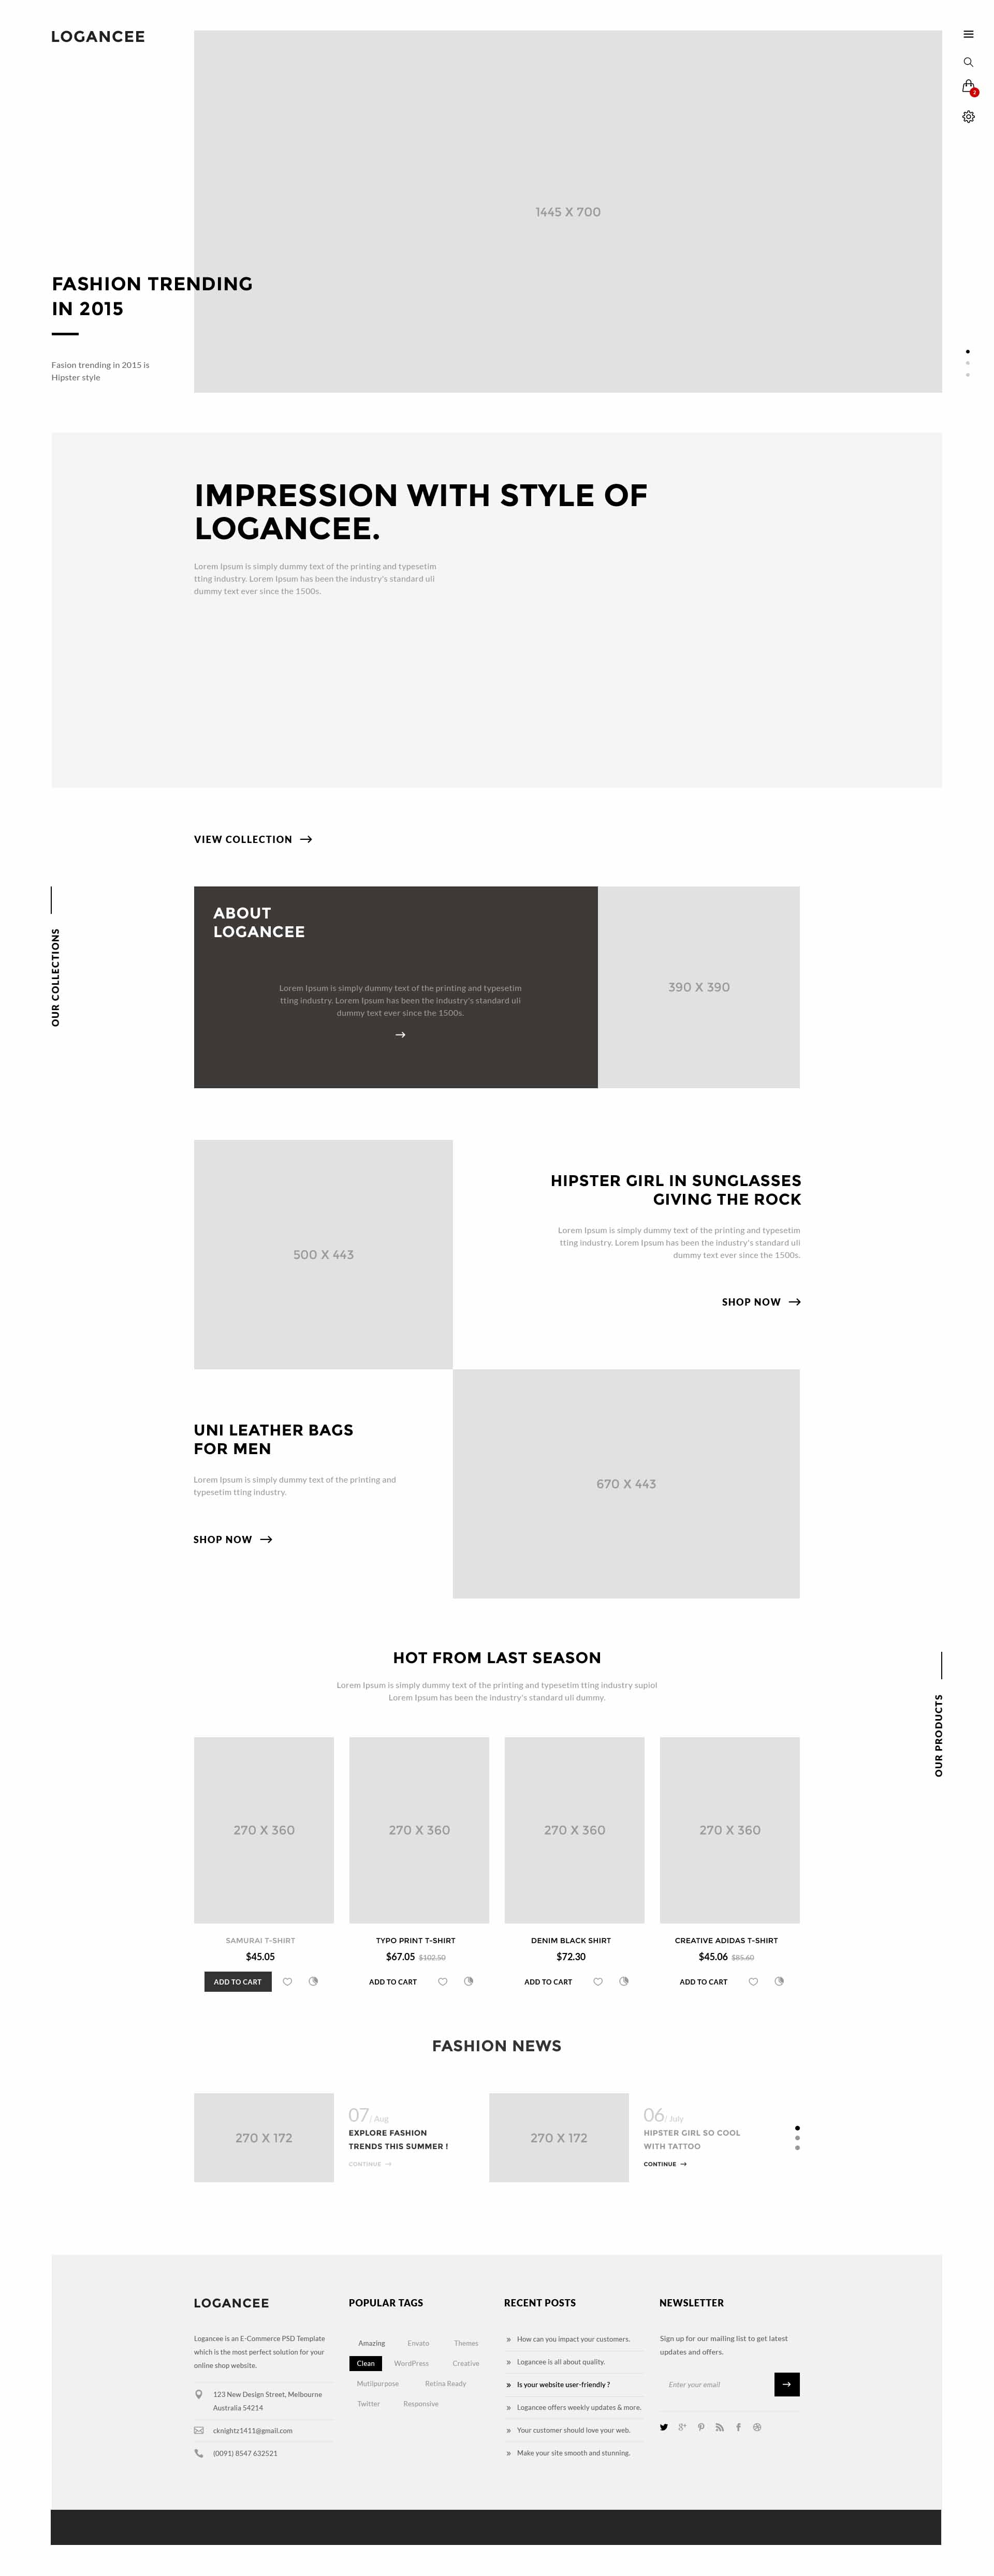 LOGANCEE
2
1445 X 700
FASHION TRENDING
IN 2015
Fasion trending in 2015 is
Hipster style
IMPRESSION WITH STYLE OF
LOGANCEE.
Lorem Ipsum is simply dummy text of the printing and typesetim
tting industry. Lorem Ipsum has been the industry's standard uli
dummy text ever since the 1500s.
VIEW COLLECTION
OUR COLLECTIONS
ABOUT
LOGANCEE
Lorem Ipsum is simply dummy text of the printing and typesetim
tting industry. Lorem Ipsum has been the industry's standard uli
dummy text ever since the 1500s.
390 X 390
500 X 443
HIPSTER GIRL IN SUNGLASSES
GIVING THE ROCK
Lorem Ipsum is simply dummy text of the printing and typesetim
tting industry. Lorem Ipsum has been the industry's standard uli
dummy text ever since the 1500s.
SHOP NOW
UNI LEATHER BAGS
FOR MEN
Lorem Ipsum is simply dummy text of the printing and
typesetim tting industry.
SHOP NOW
670 X 443
HOT FROM LAST SEASON
Lorem Ipsum is simply dummy text of the printing and typesetim tting industry supiol
Lorem Ipsum has been the industry's standard uli dummy.
OUR PRODUCTS
270 X 360
270 X 360
270 X 360
270 X 360
SAMURAI T-SHIRT
$45.05
ADD TO CART
TYPO PRINT T-SHIRT
$67.05 $102.50
ADD TO CART
DENIM BLACK SHIRT
$72.30
ADD TO CART
CREATIVE ADIDAS T-SHIRT
$45.06 $85.60
ADD TO CART
FASHION NEWS
270 X 172
07/ Aug
EXPLORE FASHION
TRENDS THIS SUMMER !
CONTINUE
270 X 172
06/ July
HIPSTER GIRL SO COOL
WITH TATTOO
CONTINUE
LOGANCEE
Logancee is an E-Commerce PSD Template
which is the most perfect solution for your
online shop website.
123 New Design Street, Melbourne
Australia 54214
cknightz1411@gmail.com
(0091) 8547 632521
POPULAR TAGS
Amazing Envato Themes
Clean WordPress Creative
Mutlipurpose Retina Ready
Twitter Responsive
RECENT POSTS
» How can you impact your customers.
» Logancee is all about quality.
» Is your website user-friendly ?
» Logancee offers weekly updates & more.
» Your customer should love your web.
» Make your site smooth and stunning.
NEWSLETTER
Sign up for our mailing list to get latest
updates and offers.
Enter your email